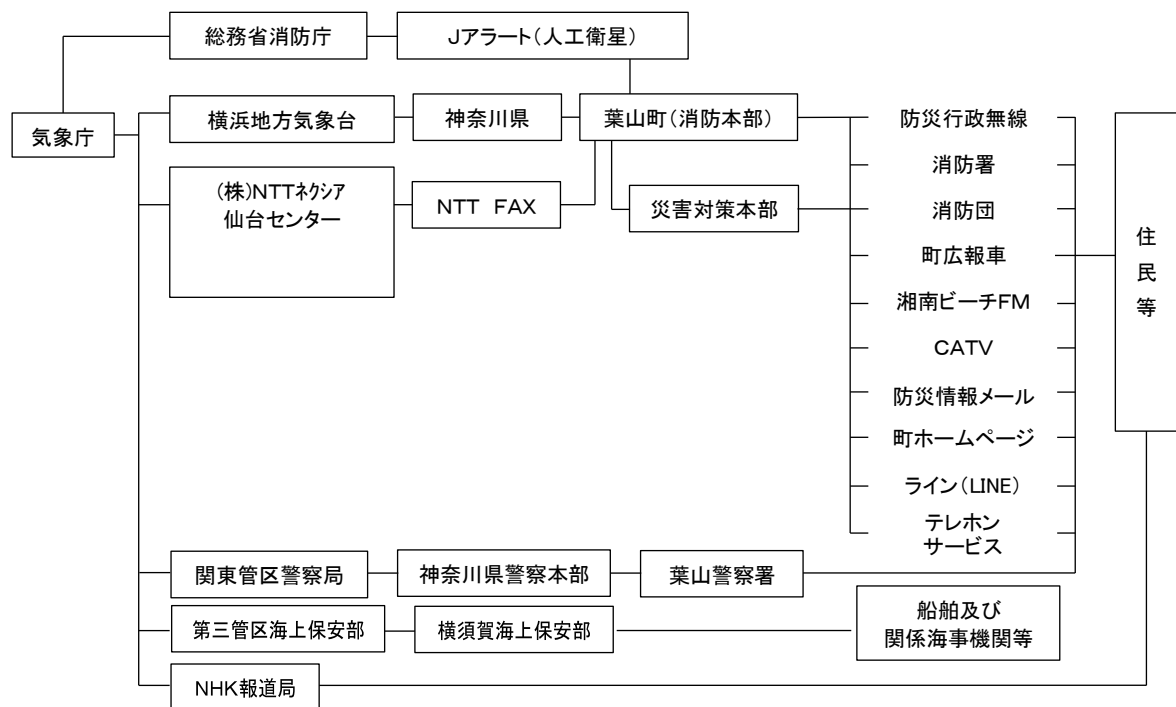 総務省消防庁
Jアラート(人工衛星)
気象庁
横浜地方気象台
神奈川県
葉山町(消防本部)
(株)NTTネクシア
仙台センター
NTT FAX
災害対策本部
防災行政無線
消防署
消防団
町広報車
湘南ビーチFM
CATV
防災情報メール
町ホームページ
ライン(LINE)
テレホン
サービス
住
民
等
関東管区警察局
神奈川県警察本部
葉山警察署
第三管区海上保安部
横須賀海上保安部
船舶及び
関係海事機関等
NHK報道局